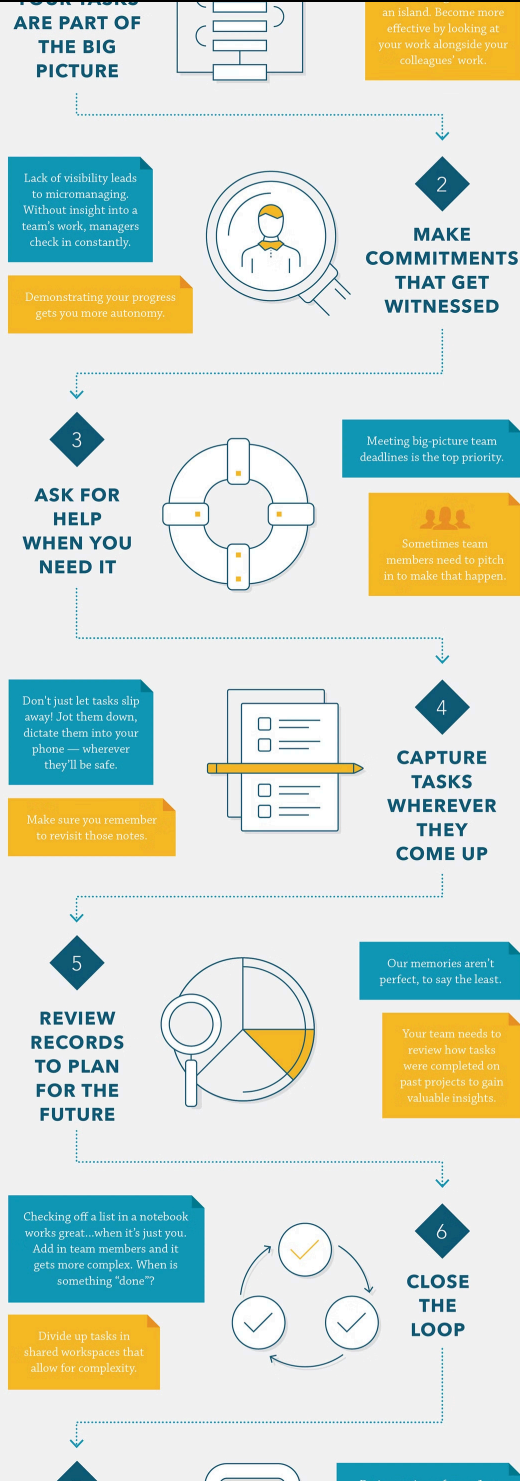 YOUR TASKS
ARE PART OF
THE BIG
PICTURE
an island. Become more
effective by looking at
your work alongside your
colleagues' work.
2
MAKE
COMMITMENTS
THAT GET
WITNESSED
Lack of visibility leads
to micromanaging.
Without insight into a
team's work, managers
check in constantly.
Demonstrating your progress
gets you more autonomy.
3
ASK FOR
HELP
WHEN YOU
NEED IT
Meeting big-picture team
deadlines is the top priority.
Sometimes team
members need to pitch
in to make that happen.
4
CAPTURE
TASKS
WHEREVER
THEY
COME UP
Don't just let tasks slip
away! Jot them down,
dictate them into your
phone — wherever
they'll be safe.
Make sure you remember
to revisit those notes.
5
REVIEW
RECORDS
TO PLAN
FOR THE
FUTURE
Our memories aren't
perfect, to say the least.
Your team needs to
review how tasks
were completed on
past projects to gain
valuable insights.
6
CLOSE
THE
LOOP
Checking off a list in a notebook
works great...when it's just you.
Add in team members and it
gets more complex. When is
something “done”?
Divide up tasks in
shared workspaces that
allow for complexity.